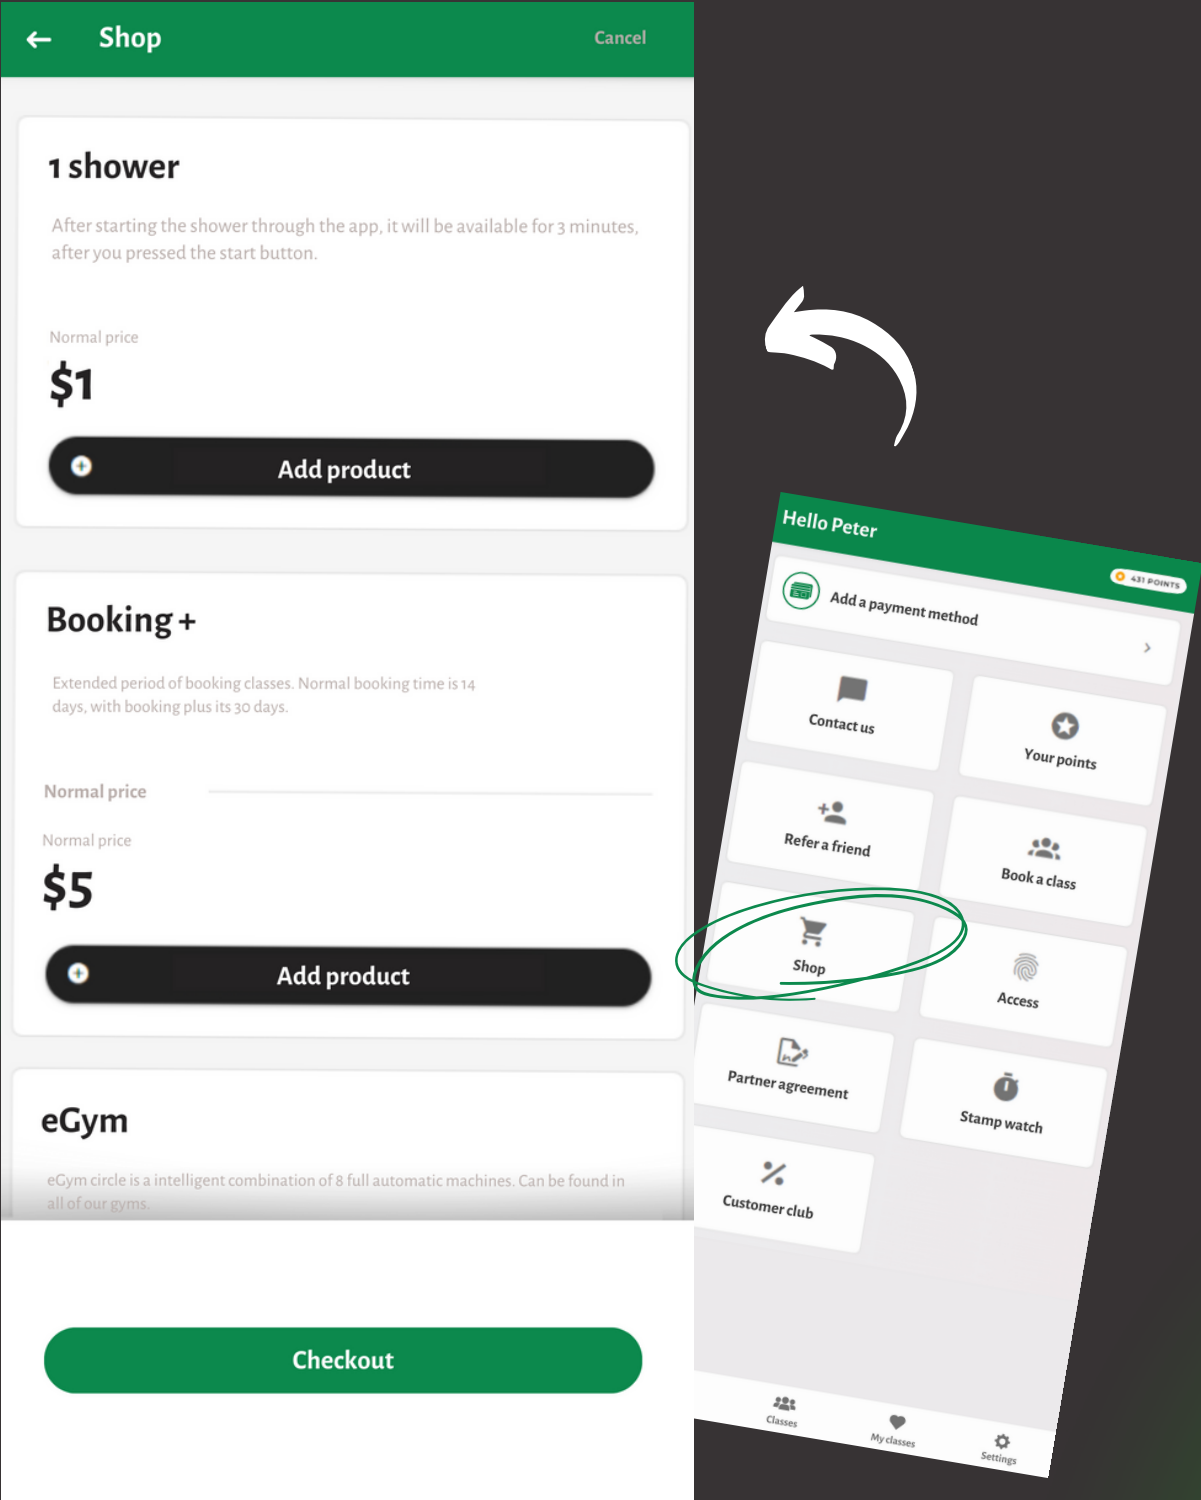 Shop
Cancel
1 shower
After starting the shower through the app, it will be available for 3 minutes,
after you pressed the start button.
Normal price
$1
Add product
Booking +
Extended period of booking classes. Normal booking time is 14
days, with booking plus its 30 days.
Normal price
Normal price
$5
Add product
eGym
eGym circle is a intelligent combination of 8 full automatic machines. Can be found in
all of our gyms.
Checkout
Hello Peter
431 POINTS
Add a payment method
Contact us
Your points
Refer a friend
Book a class
Shop
Access
Partner agreement
Stamp watch
Customer club
Classes
My classes
Settings